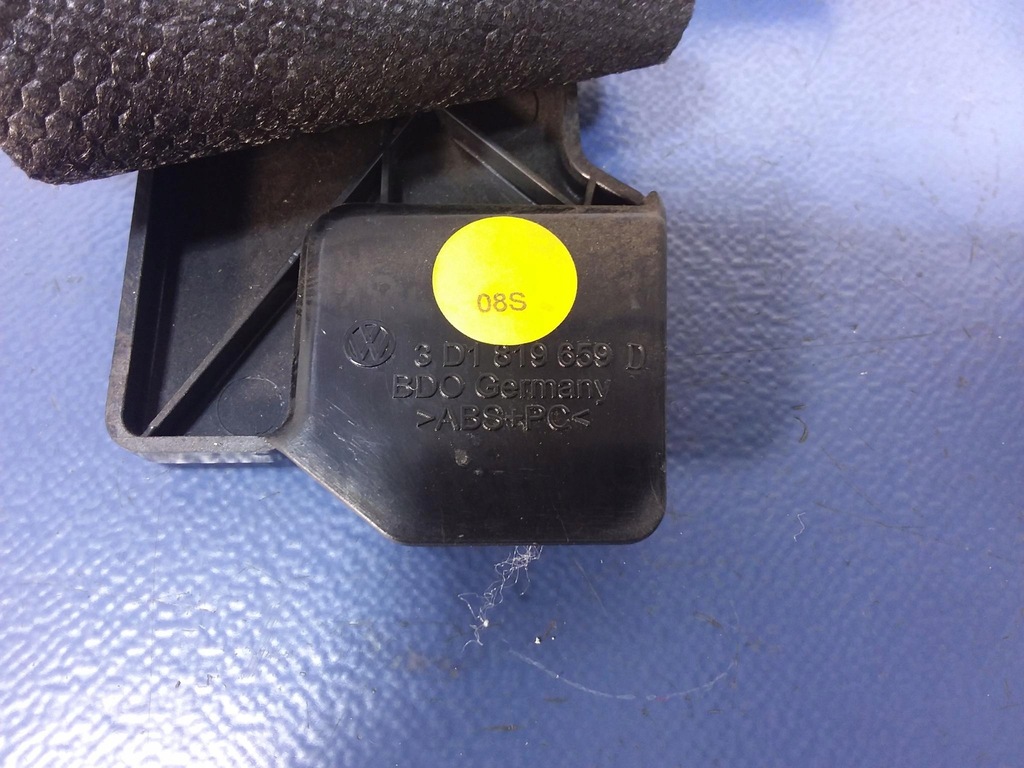 08S
3 D1 819 659 D
BDO Germany
>ABS+PC<